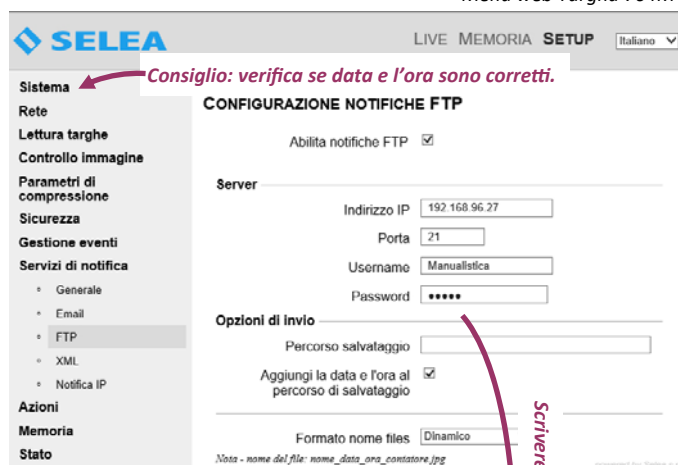 SELEA
LIVE MEMORIA SETUP Italiano
Consiglio: verifica se data e l'ora sono corretti.
Sistema
Rete
Lettura targhe
Controllo immagine
Parametri di
compressione
Sicurezza
Gestione eventi
Servizi di notifica
Generale
Email
FTP
XML
Notifica IP
Azioni
Memoria
Stato
CONFIGURAZIONE NOTIFICHE FTP
Abilita notifiche FTP
Server
Indirizzo IP 192.168.96.27
Porta 21
Username Manualistica
Password •••••
Opzioni di invio
Percorso salvataggio
Aggiungi la data e l'ora al
percorso di salvataggio
Formato nome files Dinamico
Nota - nome del file: nome_data_ora_contatore.jpg
Scrivere